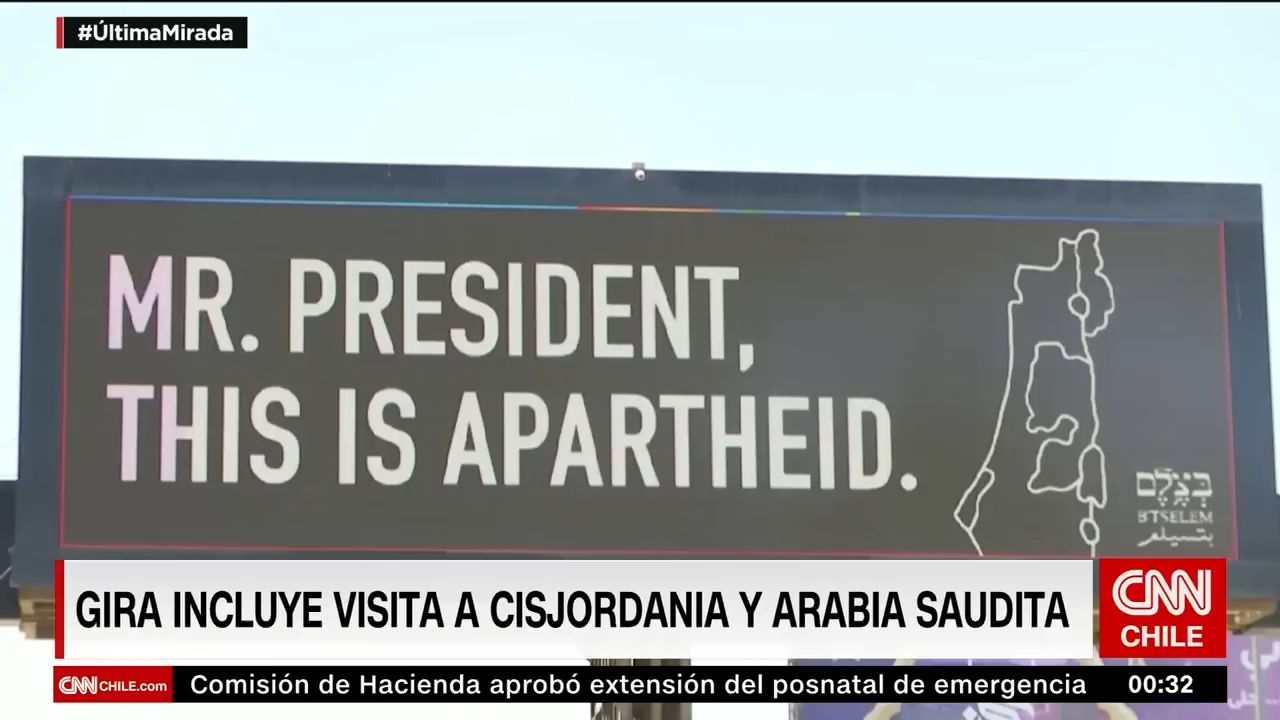 #ÚltimaMirada
MR. PRESIDENT,
THIS IS APARTHEID.
בְּצֶלֶם
B'TSELEM
بتسيلم
GIRA INCLUYE VISITA A CISJORDANIA Y ARABIA SAUDITA
CNN
CHILE
CNNCHILE.com
Comisión de Hacienda aprobó extensión del posnatal de emergencia
00:32